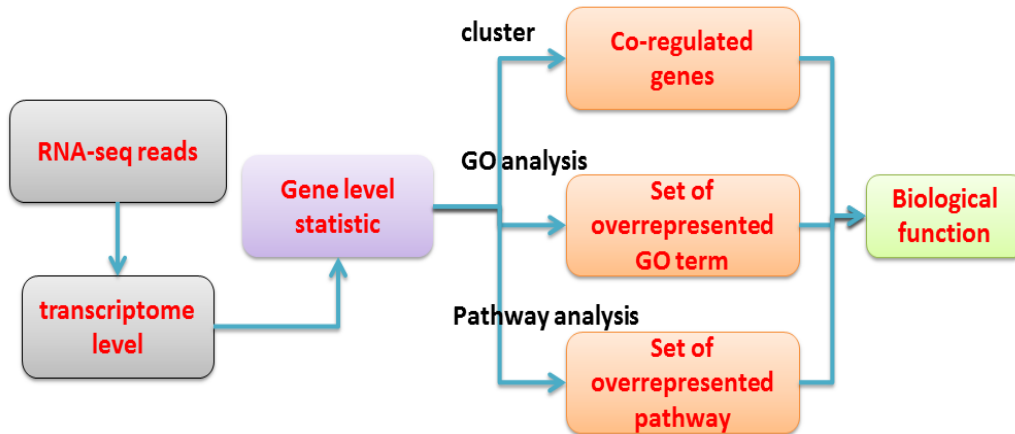 RNA-seq reads
transcriptome
level
Gene level
statistic
cluster
Co-regulated
genes
GO analysis
Set of
overrepresented
GO term
Pathway analysis
Set of
overrepresented
pathway
Biological
function